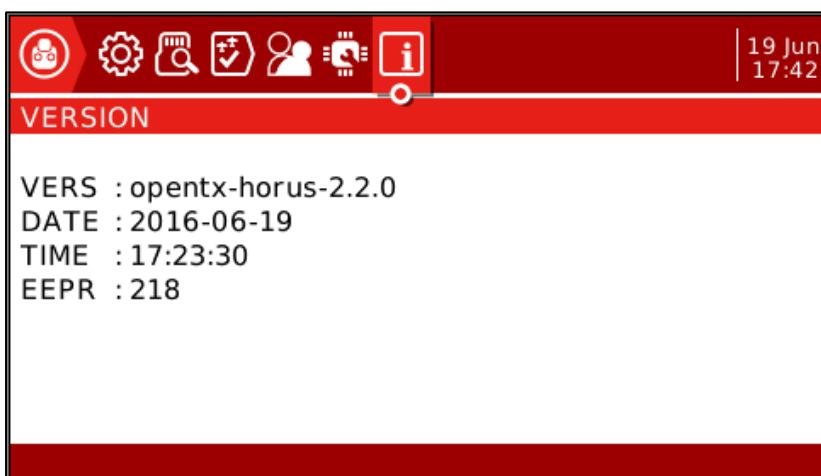 19 Jun
17:42
VERSION
VERS : opentx-horus-2.2.0
DATE : 2016-06-19
TIME : 17:23:30
EEPR : 218